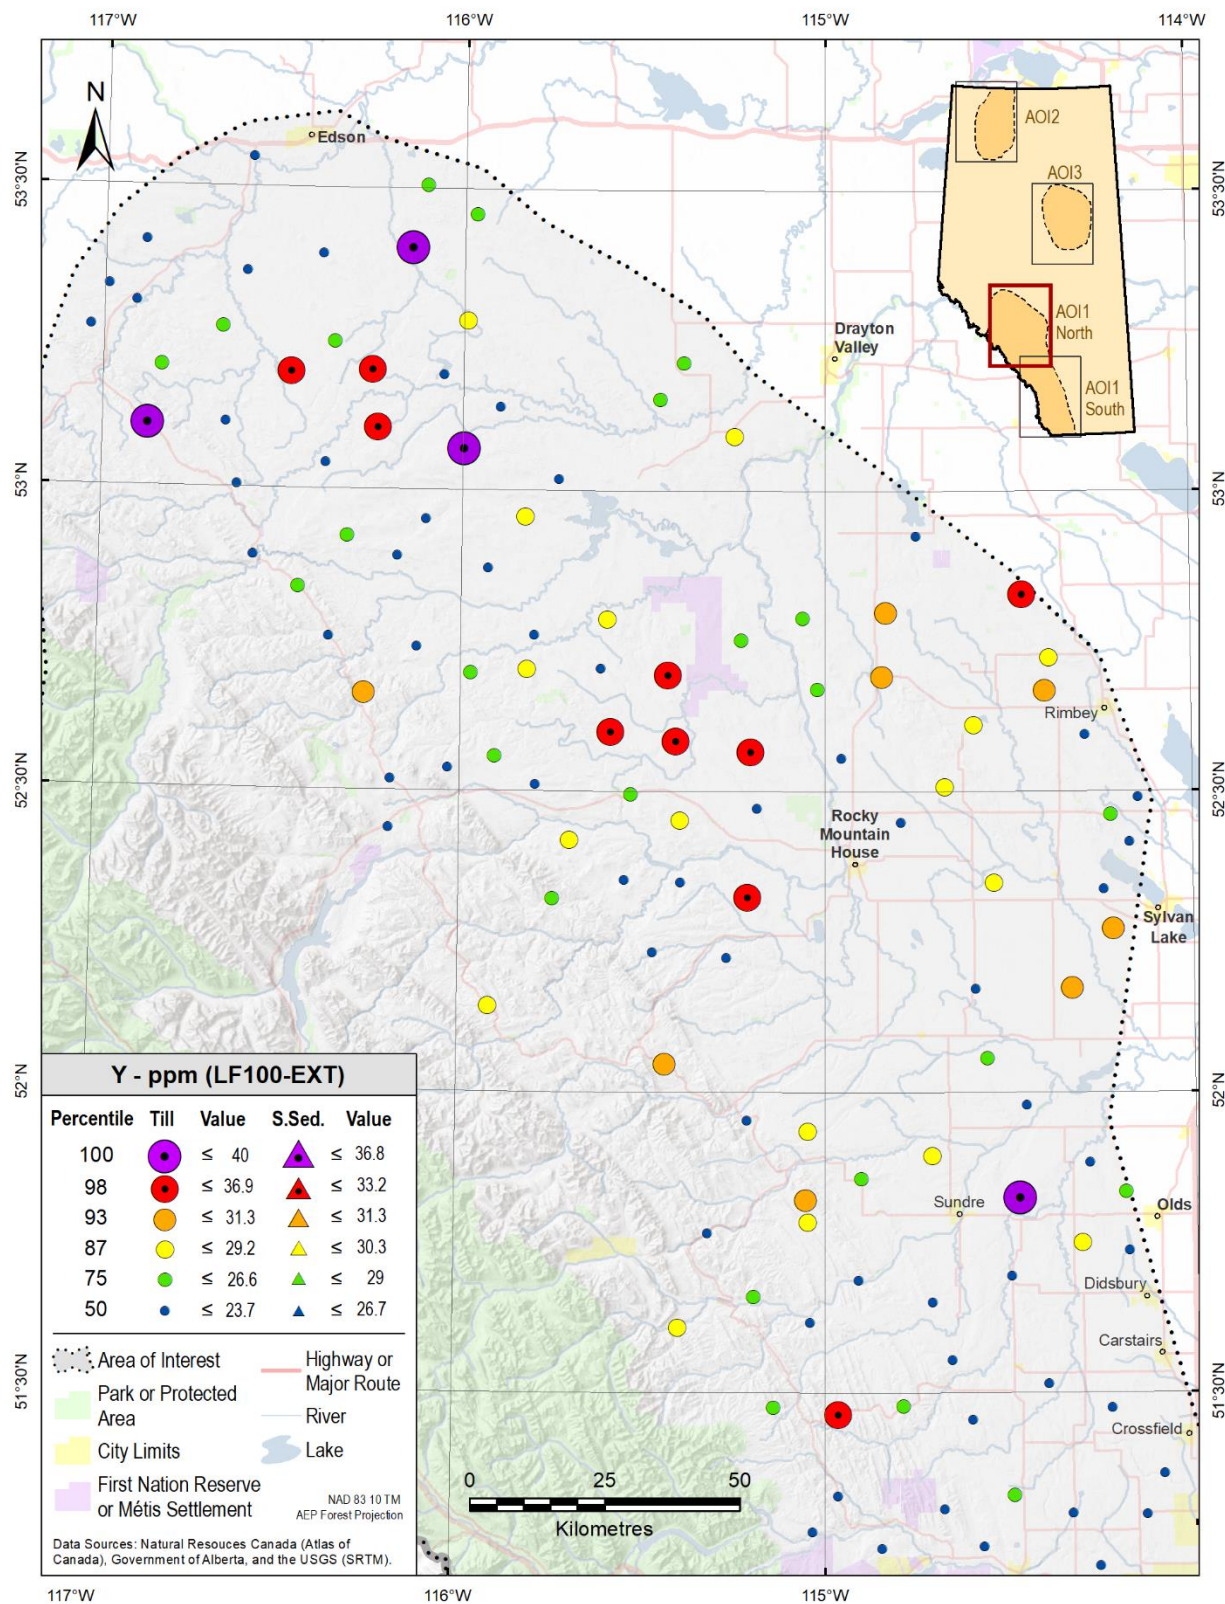 117°W 116°W 115°W 114°W
N
Edson
AOI2
AOI3
53°30'N 53°30'N
AOI1
North
Drayton
Valley
AOI1
South
53°N 53°N
Rimbey
52°30'N 52°30'N
Rocky
Mountain
House
Sylvan
Lake
52°N
Y - ppm (LF100-EXT)
Percentile Till Value S.Sed. Value
100 ≤ 40 ≤ 36.8
98 ≤ 36.9 ≤ 33.2
93 ≤ 31.3 ≤ 31.3
87 ≤ 29.2 ≤ 30.3
75 ≤ 26.6 ≤ 29
50 ≤ 23.7 ≤ 26.7
Area of Interest
Park or Protected
Area
City Limits
First Nation Reserve
or Métis Settlement
Highway or
Major Route
River
Lake
NAD 83 10 TM
AEP Forest Projection
Data Sources: Natural Resouces Canada (Atlas of
Canada), Government of Alberta, and the USGS (SRTM).
Sundre
Olds
Didsbury
Carstairs
51°30'N
Crossfield
0 25 50
Kilometres
117°W 116°W 115°W